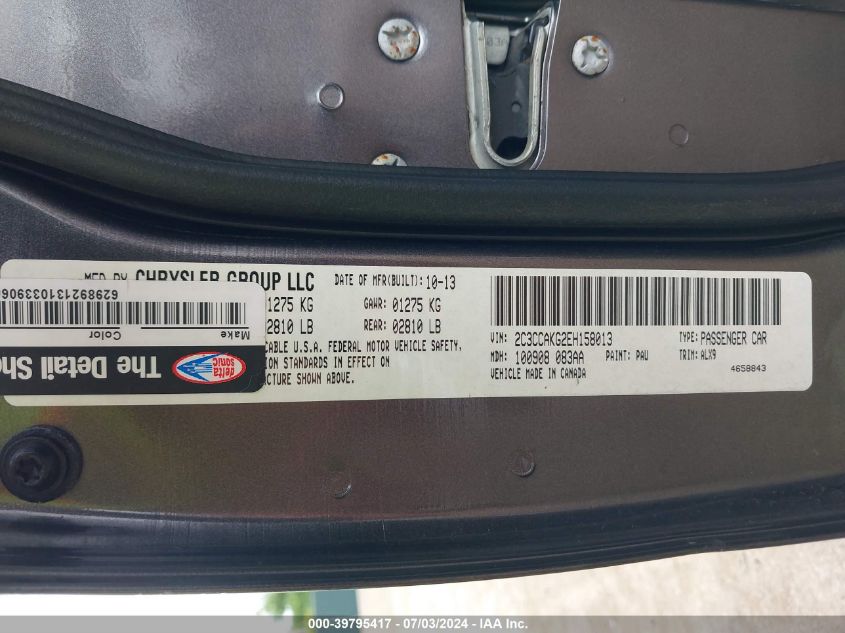 MFD BY CHRYSLER GROUP LLC DATE OF MFR(BUILT): 10-13
1275 KG GAWR: 01275 KG
2810 LB REAR: 02810 LB
CABLE U.S.A. FEDERAL MOTOR VEHICLE SAFETY,
ION STANDARDS IN EFFECT ON
CTURE SHOWN ABOVE.
VIN: 2C3CCAKG2EH158013 TYPE: PASSENGER CAR
MDH: 100908 083AA PAINT: PAU TRIM: ALX9
VEHICLE MADE IN CANADA 4658843
Make
Color
The Detail Sho
delta sonic
000-39795417 / 07/03/2024 - IAA Inc.